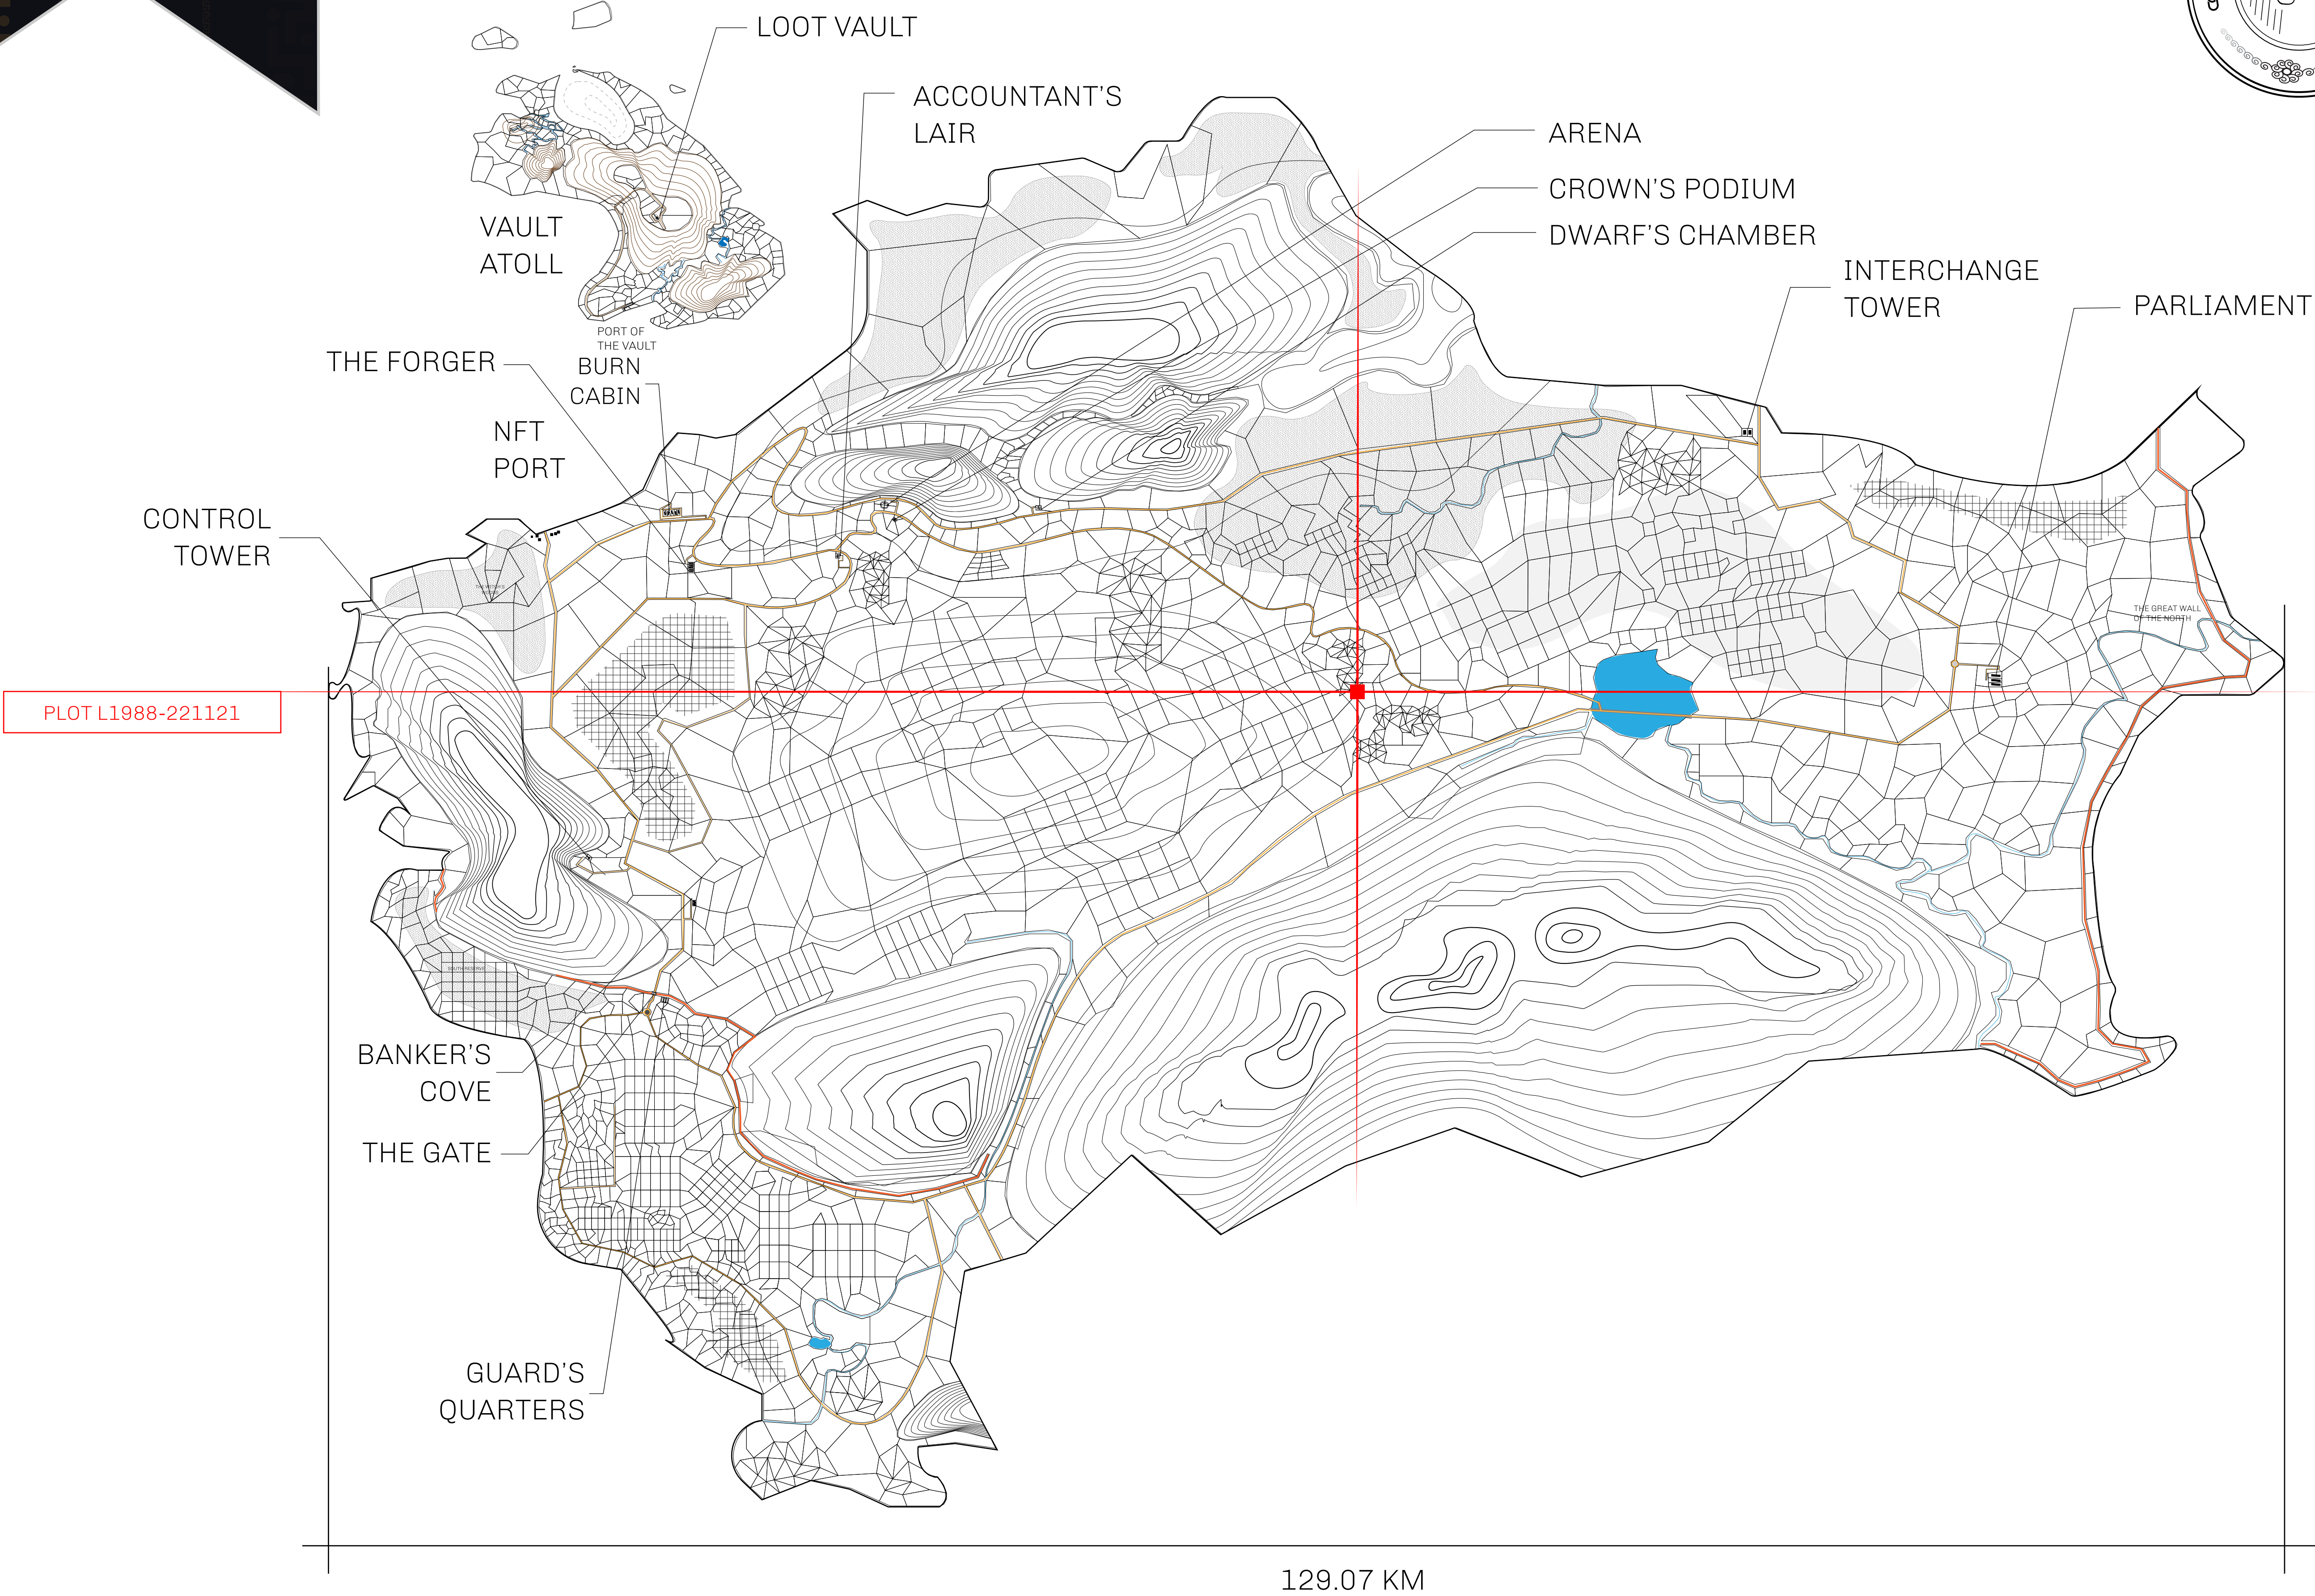 LOOT VAULT
ACCOUNTANT'S
LAIR
ARENA
CROWN'S PODIUM
DWARF'S CHAMBER
INTERCHANGE
TOWER
PARLIAMENT
VAULT
ATOLL
PORT OF
THE VAULT
THE FORGER
BURN
CABIN
NFT
PORT
CONTROL
TOWER
THE GREAT WALL
OF THE NORTH
PLOT L1988-221121
SOUTH RESERVE
BANKER'S
COVE
THE GATE
GUARD'S
QUARTERS
129.07 KM